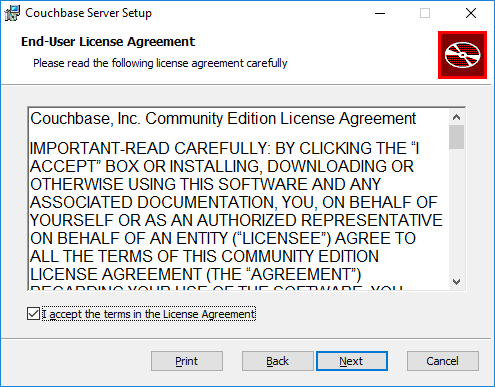 Couchbase Server Setup
End-User License Agreement
Please read the following license agreement carefully
Couchbase, Inc. Community Edition License Agreement
IMPORTANT-READ CAREFULLY: BY CLICKING THE “I
ACCEPT” BOX OR INSTALLING, DOWNLOADING OR
OTHERWISE USING THIS SOFTWARE AND ANY
ASSOCIATED DOCUMENTATION, YOU, ON BEHALF OF
YOURSELF OR AS AN AUTHORIZED REPRESENTATIVE
ON BEHALF OF AN ENTITY (“LICENSEE”) AGREE TO
ALL THE TERMS OF THIS COMMUNITY EDITION
LICENSE AGREEMENT (THE “AGREEMENT”)
REGARDING YOUR USE OF THE SOFTWARE. YOU
I accept the terms in the License Agreement
Print
Back
Next
Cancel